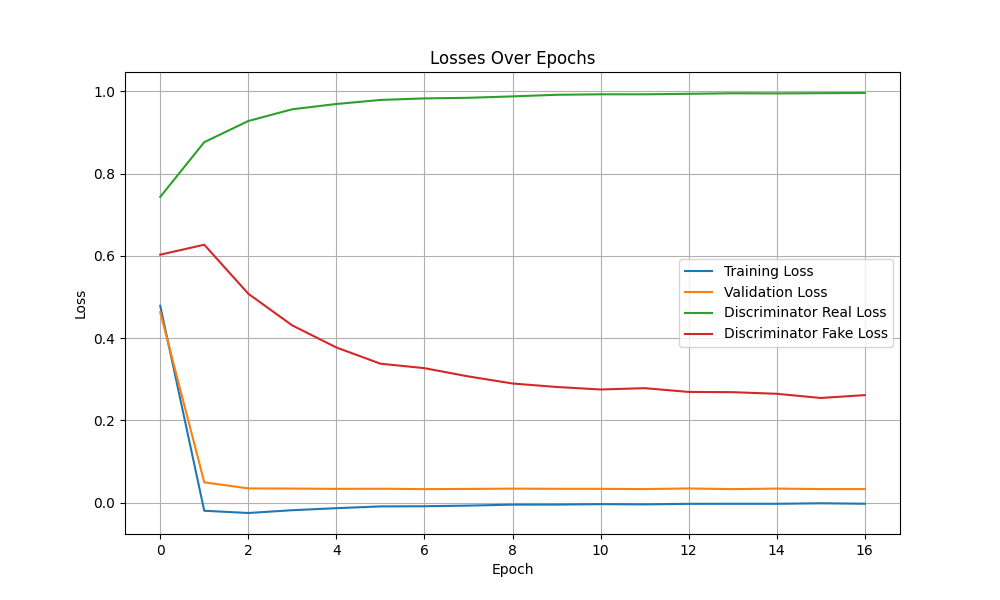 Losses Over Epochs
Loss
1.0
0.8
0.6
0.4
0.2
0.0
Training Loss
Validation Loss
Discriminator Real Loss
Discriminator Fake Loss
0 2 4 6 8 10 12 14 16
Epoch